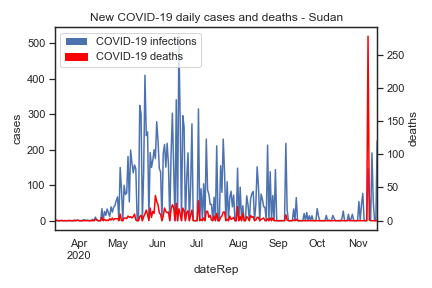 New COVID-19 daily cases and deaths - Sudan
COVID-19 infections
COVID-19 deaths
500
400
300
200
100
0
cases
250
200
150
100
50
0
deaths
Apr May Jun Jul Aug Sep Oct Nov
2020
dateRep